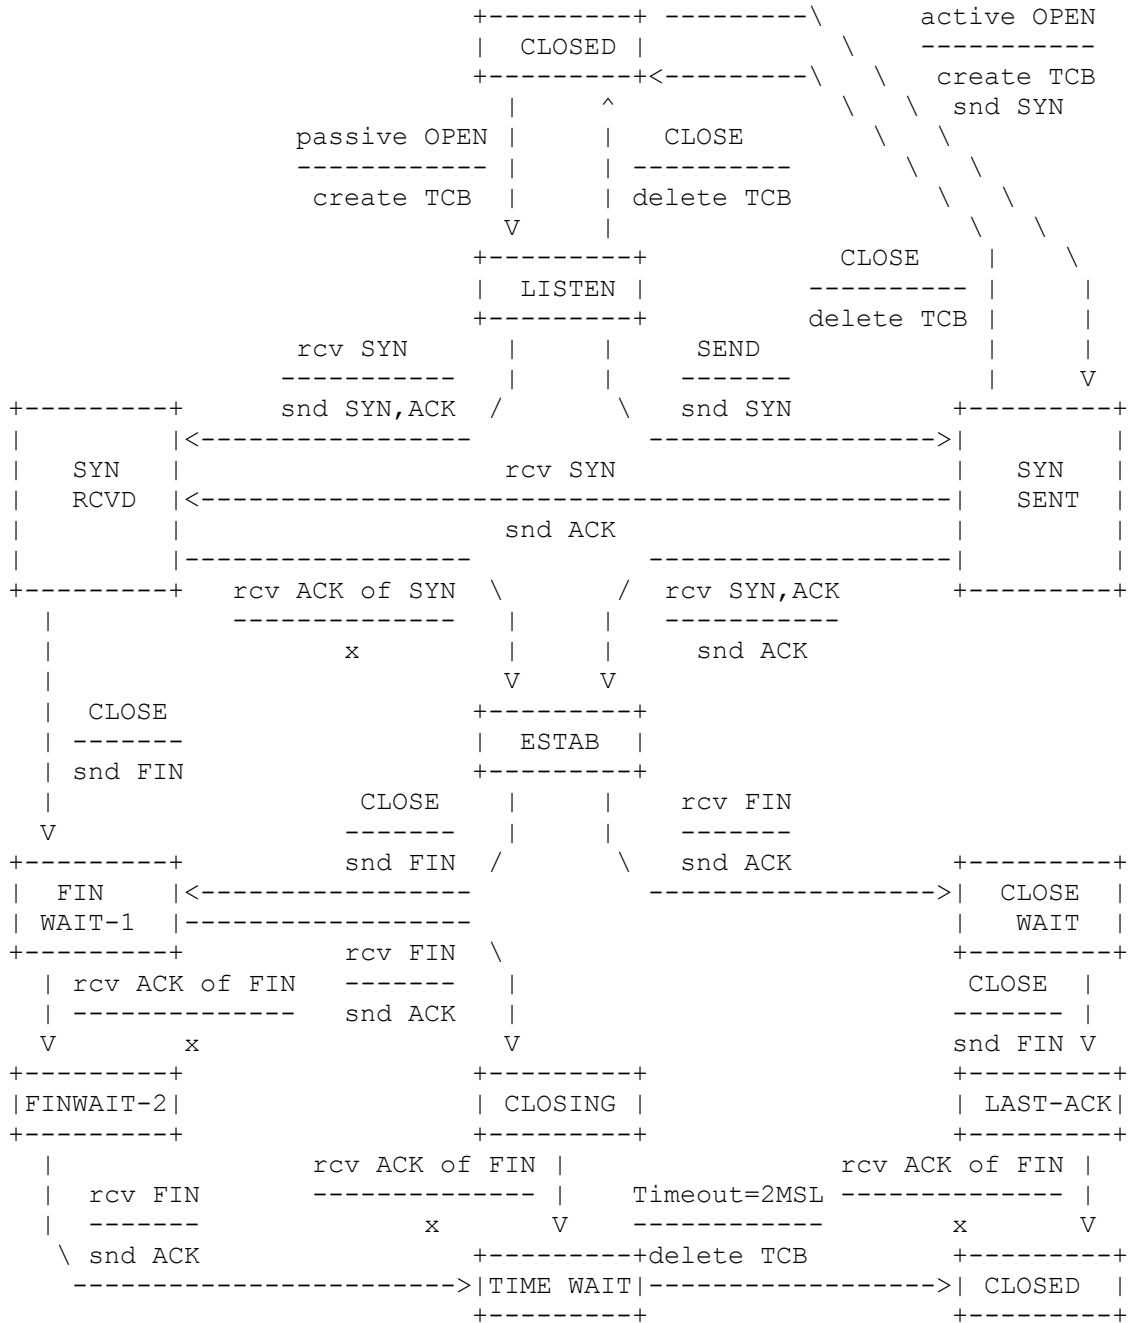 active OPEN
CLOSED
create TCB
snd SYN
passive OPEN CLOSE
create TCB delete TCB
CLOSE
LISTEN
delete TCB
rcv SYN SEND
snd SYN,ACK snd SYN
SYN rcv SYN SYN
RCVD SENT
snd ACK
rcv ACK of SYN rcv SYN,ACK
x snd ACK
CLOSE
ESTAB
snd FIN
CLOSE rcv FIN
snd FIN snd ACK
FIN CLOSE
WAIT-1 WAIT
rcv FIN
rcv ACK of FIN CLOSE
snd ACK
x snd FIN
FINWAIT-2 CLOSING LAST-ACK
rcv ACK of FIN rcv ACK of FIN
rcv FIN Timeout=2MSL
x x
snd ACK delete TCB
TIME WAIT CLOSED